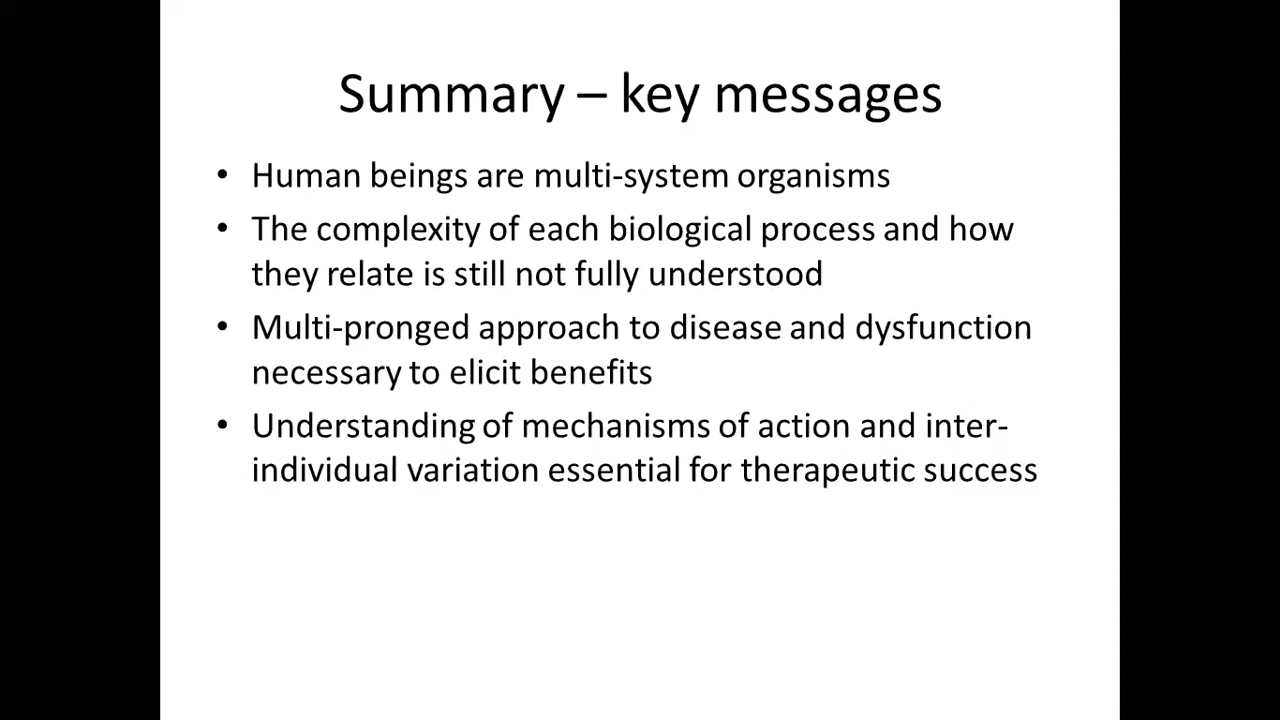 Summary – key messages
• Human beings are multi-system organisms
• The complexity of each biological process and how
they relate is still not fully understood
• Multi-pronged approach to disease and dysfunction
necessary to elicit benefits
• Understanding of mechanisms of action and inter-
individual variation essential for therapeutic success